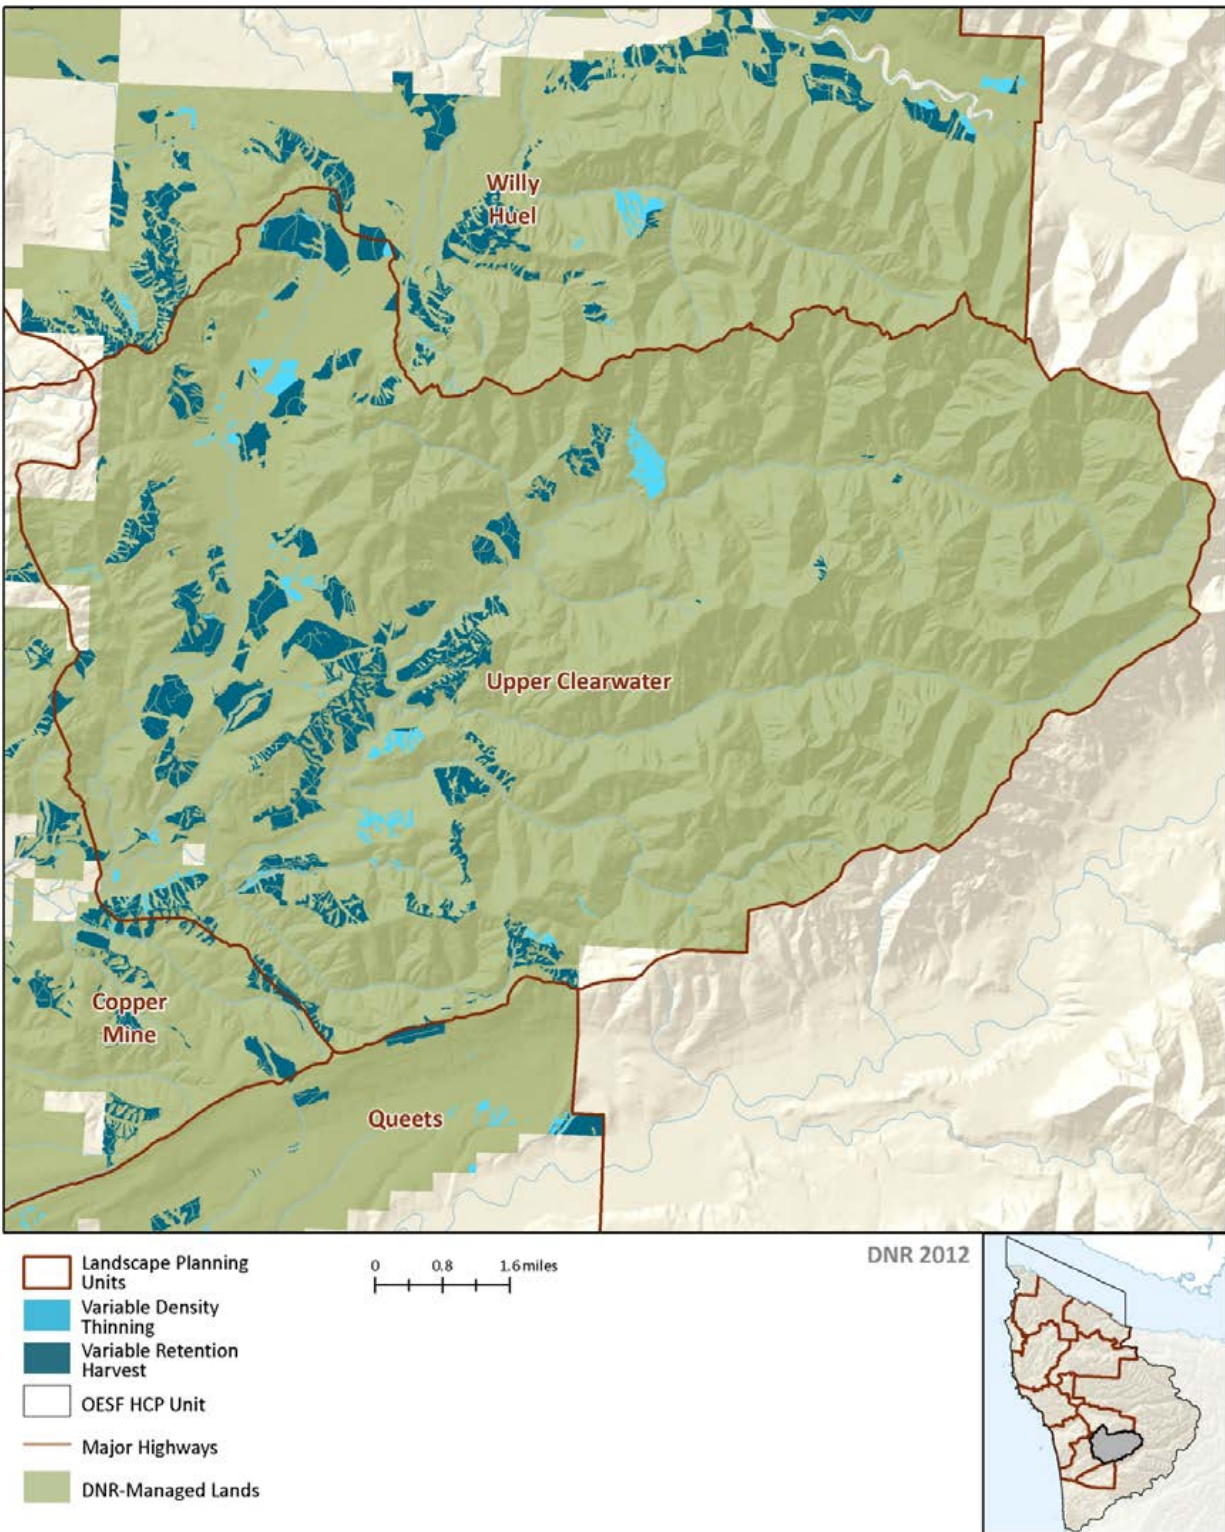 Willy
Huel
Upper Clearwater
Copper
Mine
Queets
Landscape Planning
Units
Variable Density
Thinning
Variable Retention
Harvest
OESF HCP Unit
Major Highways
DNR-Managed Lands
0 0.8 1.6 miles
DNR 2012